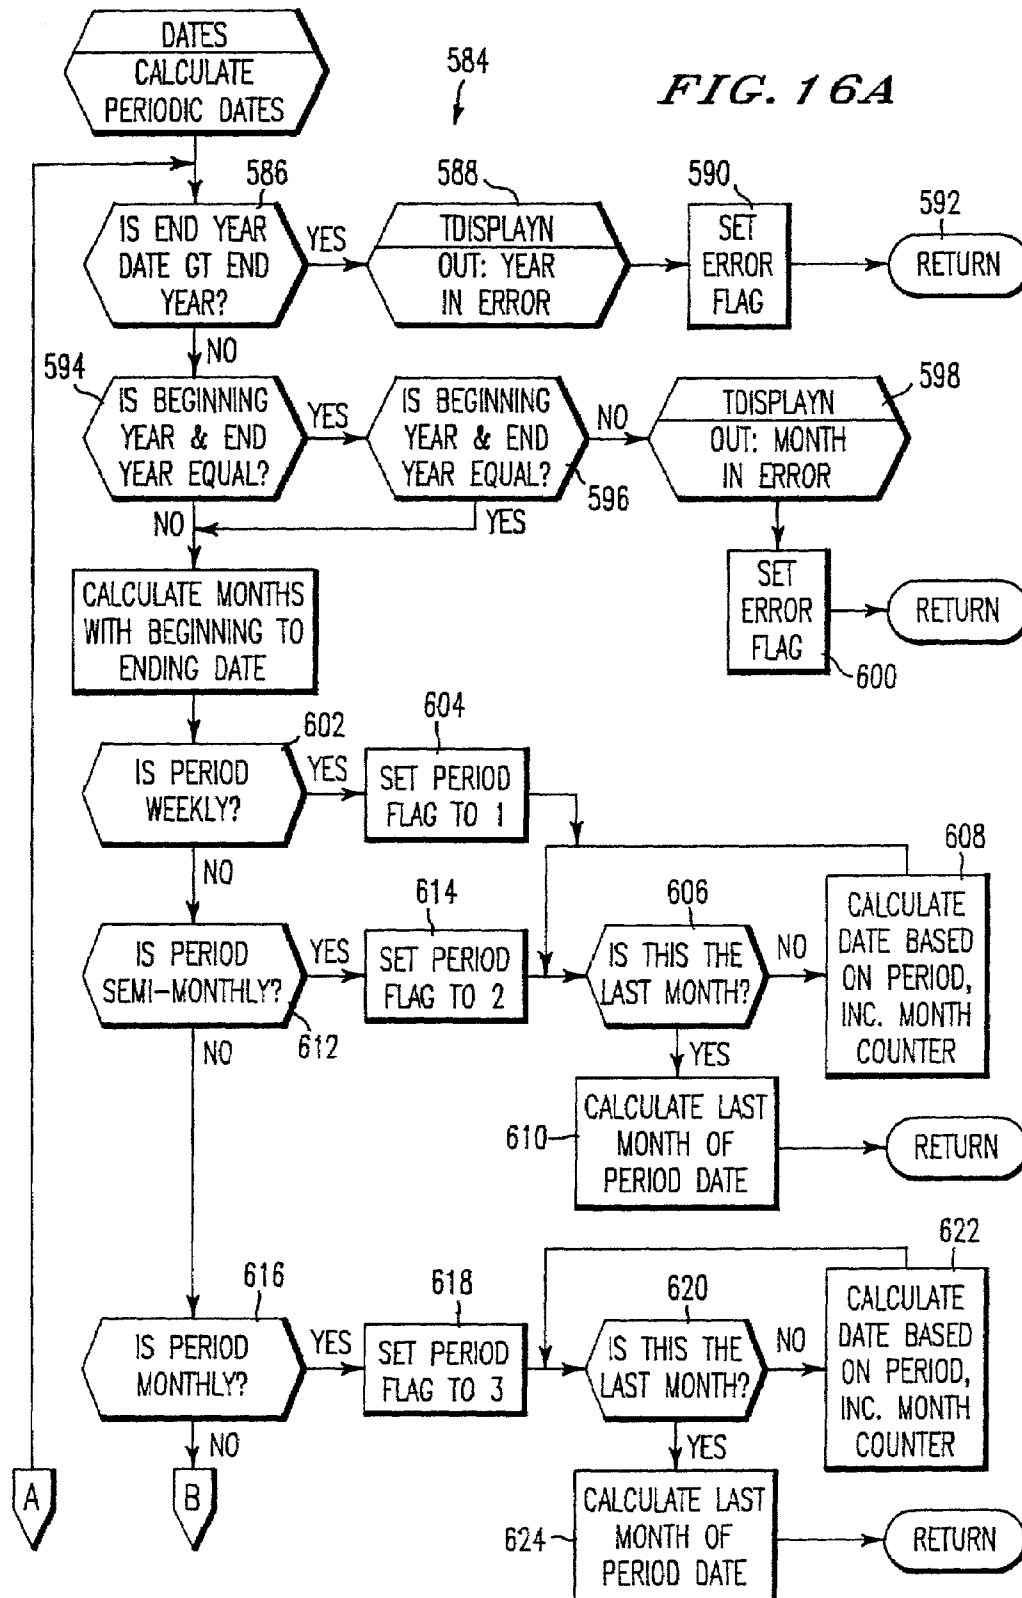 DATES
CALCULATE
PERIODIC DATES
584
FIG. 16A
586
IS END YEAR
DATE GT END
YEAR?
YES
588
TDISPLAYN
OUT: YEAR
IN ERROR
590
SET
ERROR
FLAG
592
RETURN
NO
594
IS BEGINNING
YEAR & END
YEAR EQUAL?
YES
IS BEGINNING
YEAR & END
YEAR EQUAL?
596
NO
598
TDISPLAYN
OUT: MONTH
IN ERROR
NO
YES
SET
ERROR
FLAG
600
RETURN
CALCULATE MONTHS
WITH BEGINNING TO
ENDING DATE
602
IS PERIOD
WEEKLY?
YES
604
SET PERIOD
FLAG TO 1
NO
IS PERIOD
SEMI-MONTHLY?
612
YES
614
SET PERIOD
FLAG TO 2
606
IS THIS THE
LAST MONTH?
NO
608
CALCULATE
DATE BASED
ON PERIOD,
INC. MONTH
COUNTER
NO
YES
610
CALCULATE LAST
MONTH OF
PERIOD DATE
RETURN
616
IS PERIOD
MONTHLY?
YES
618
SET PERIOD
FLAG TO 3
620
IS THIS THE
LAST MONTH?
NO
622
CALCULATE
DATE BASED
ON PERIOD,
INC. MONTH
COUNTER
NO
YES
A
B
624
CALCULATE LAST
MONTH OF
PERIOD DATE
RETURN